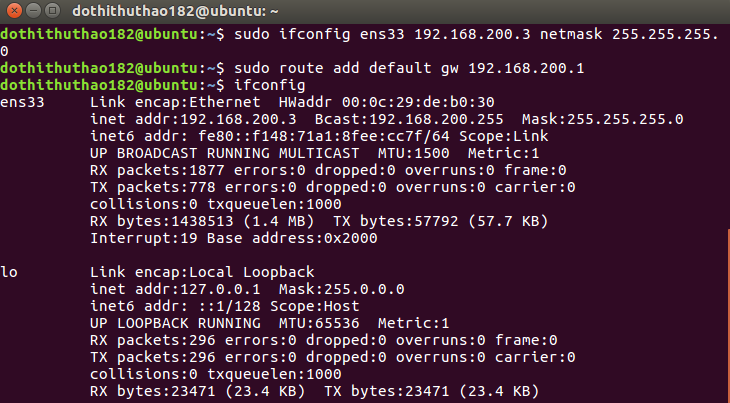 dothithuthao182@ubuntu: ~
dothithuthao182@ubuntu:~$ sudo ifconfig ens33 192.168.200.3 netmask 255.255.255.
0
dothithuthao182@ubuntu:~$ sudo route add default gw 192.168.200.1
dothithuthao182@ubuntu:~$ ifconfig
ens33     Link encap:Ethernet  HWaddr 00:0c:29:de:b0:30
          inet addr:192.168.200.3  Bcast:192.168.200.255  Mask:255.255.255.0
          inet6 addr: fe80::f148:71a1:8fee:cc7f/64 Scope:Link
          UP BROADCAST RUNNING MULTICAST  MTU:1500  Metric:1
          RX packets:1877 errors:0 dropped:0 overruns:0 frame:0
          TX packets:778 errors:0 dropped:0 overruns:0 carrier:0
          collisions:0 txqueuelen:1000
          RX bytes:1438513 (1.4 MB)  TX bytes:57792 (57.7 KB)
          Interrupt:19 Base address:0x2000
lo        Link encap:Local Loopback
          inet addr:127.0.0.1  Mask:255.0.0.0
          inet6 addr: ::1/128 Scope:Host
          UP LOOPBACK RUNNING  MTU:65536  Metric:1
          RX packets:296 errors:0 dropped:0 overruns:0 frame:0
          TX packets:296 errors:0 dropped:0 overruns:0 carrier:0
          collisions:0 txqueuelen:1000
          RX bytes:23471 (23.4 KB)  TX bytes:23471 (23.4 KB)